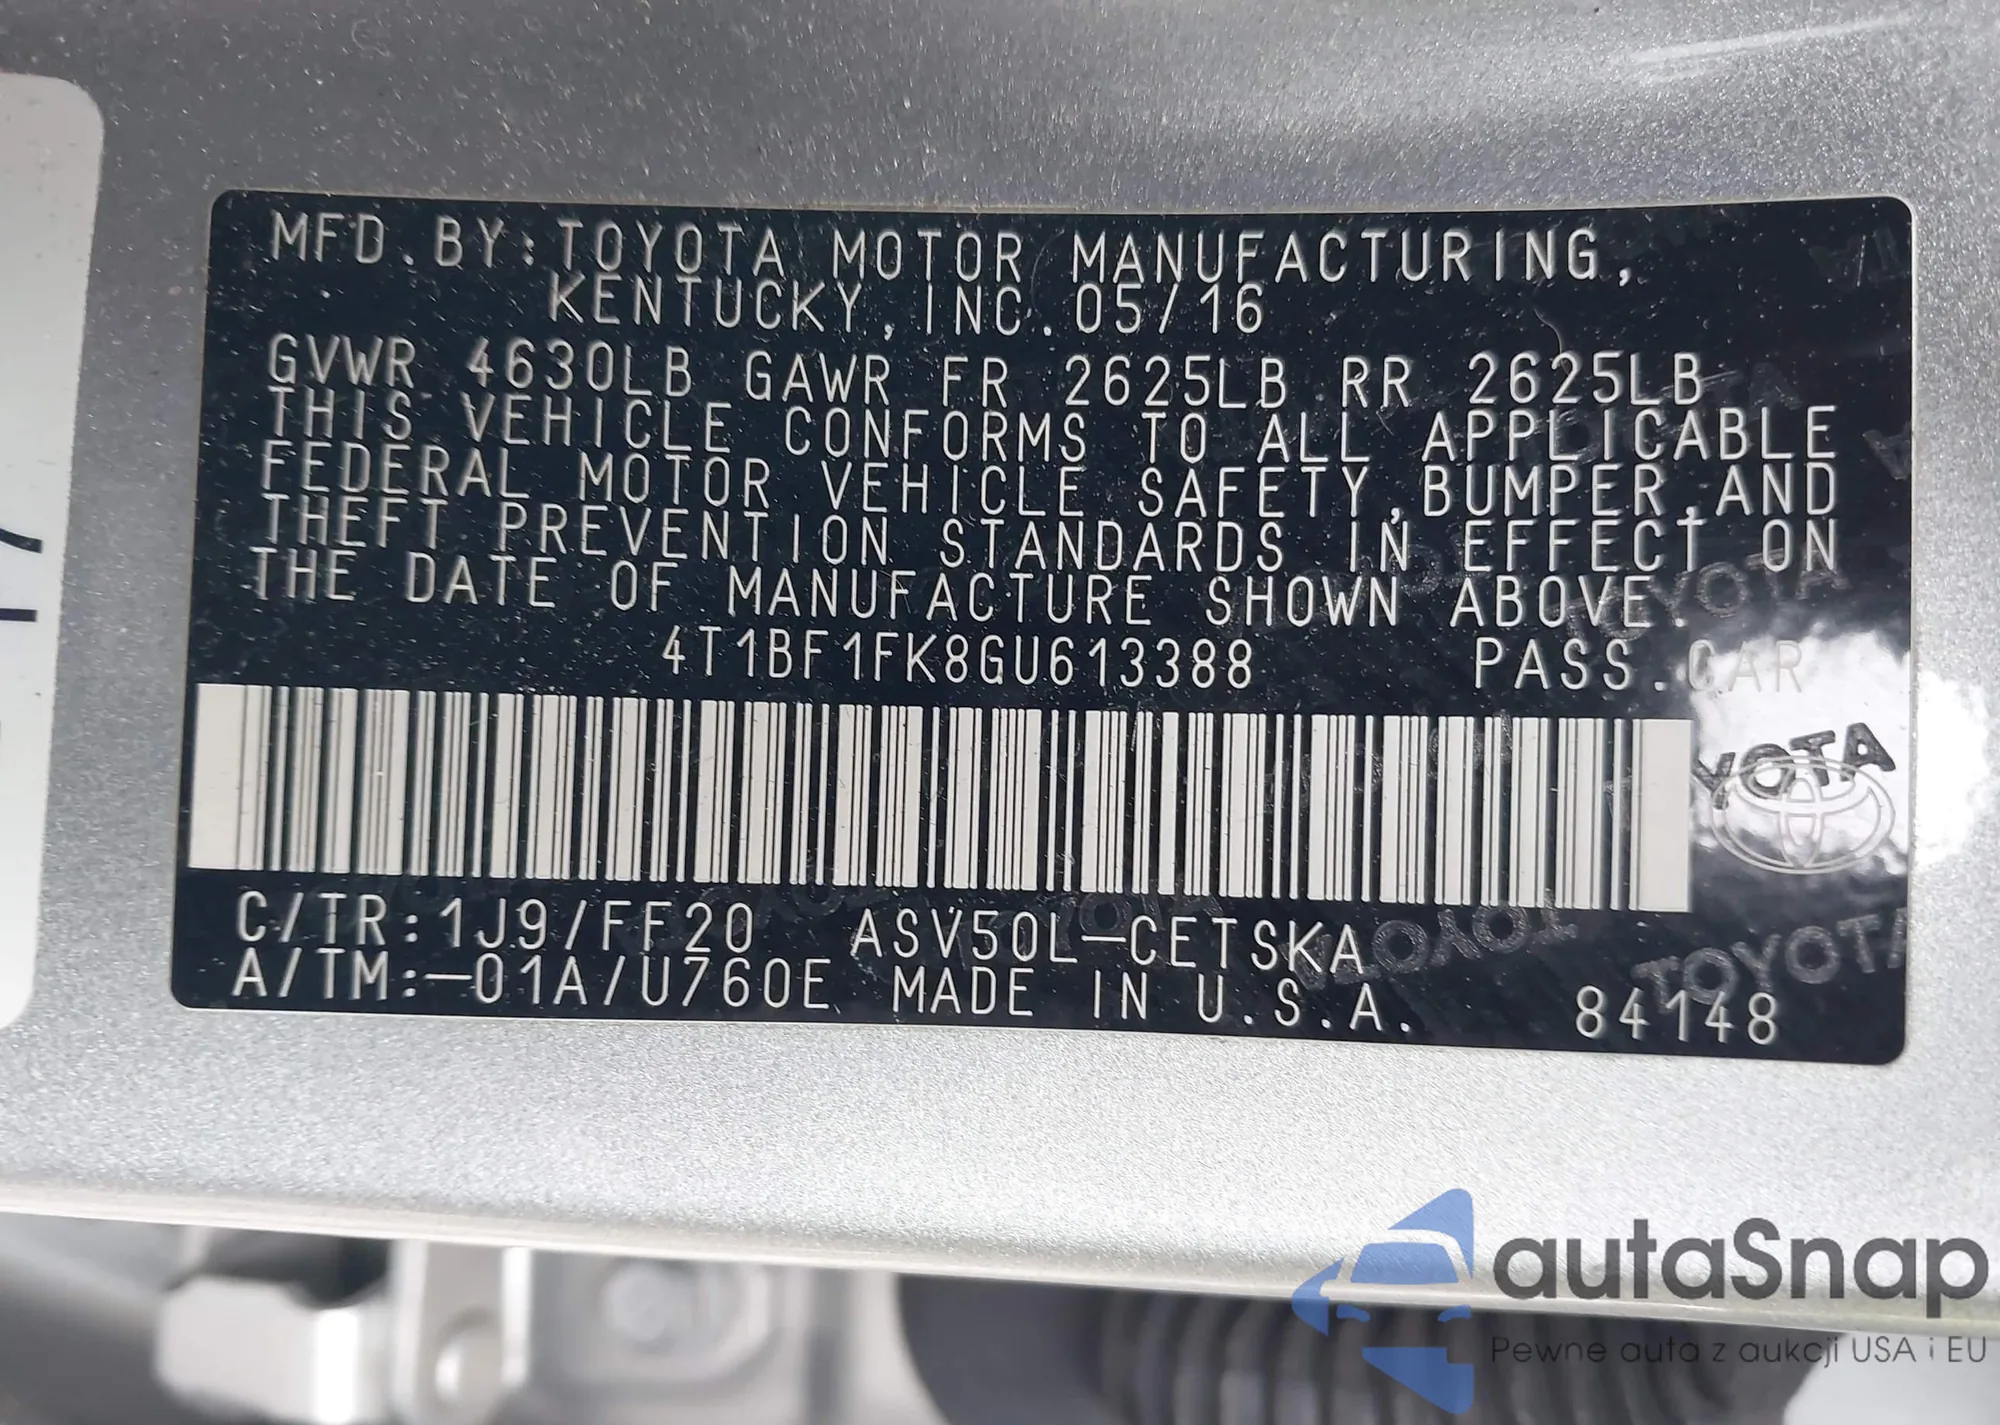 MFD.BY:TOYOTA MOTOR MANUFACTURING,
KENTUCKY,INC.05/16
GVWR 4630LB GAWR FR 2625LB RR 2625LB
THIS VEHICLE CONFORMS TO ALL APPLICABLE
FEDERAL MOTOR VEHICLE SAFETY,BUMPER,AND
THEFT PREVENTION STANDARDS IN EFFECT ON
THE DATE OF MANUFACTURE SHOWN ABOVE.
4T1BF1FK8GU613388 PASS.CAR
TOYOTA
C/TR:1J9/FF20 ASV50L-CETSKA
A/TM:-01A/U760E MADE IN U.S.A. 84148
TOYOTA
autaSnap
Pewne auta z aukcji USA i EU